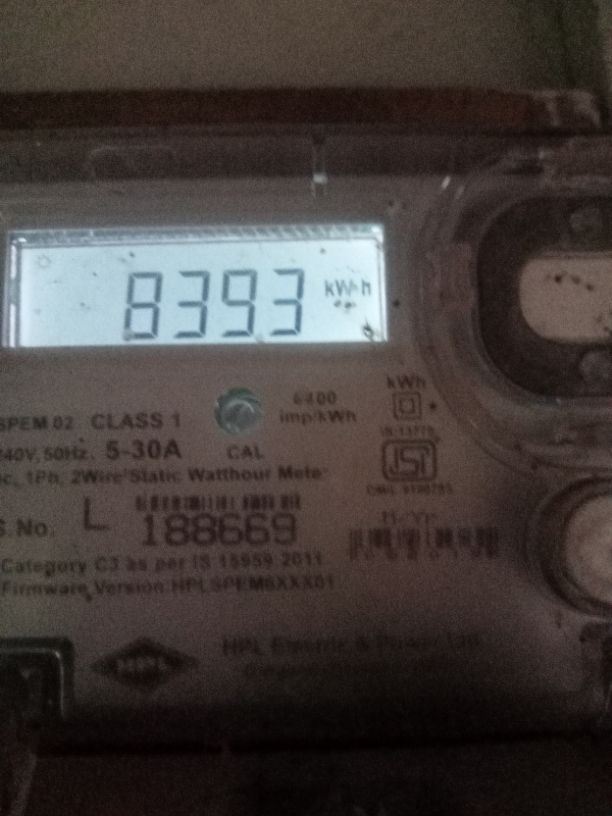 8393 kWh
kWh
6400
imp/kWh
SPEM 02 CLASS 1
240V, 50Hz. 5-30A
CAL
1Ph, 2Wire Static Watthour Meter
S.No. L 188669
Category C3 as per IS 15959:2011
Firmware Version:HPLSPEM6XXX01
HPL
HPL Electric & Power Ltd